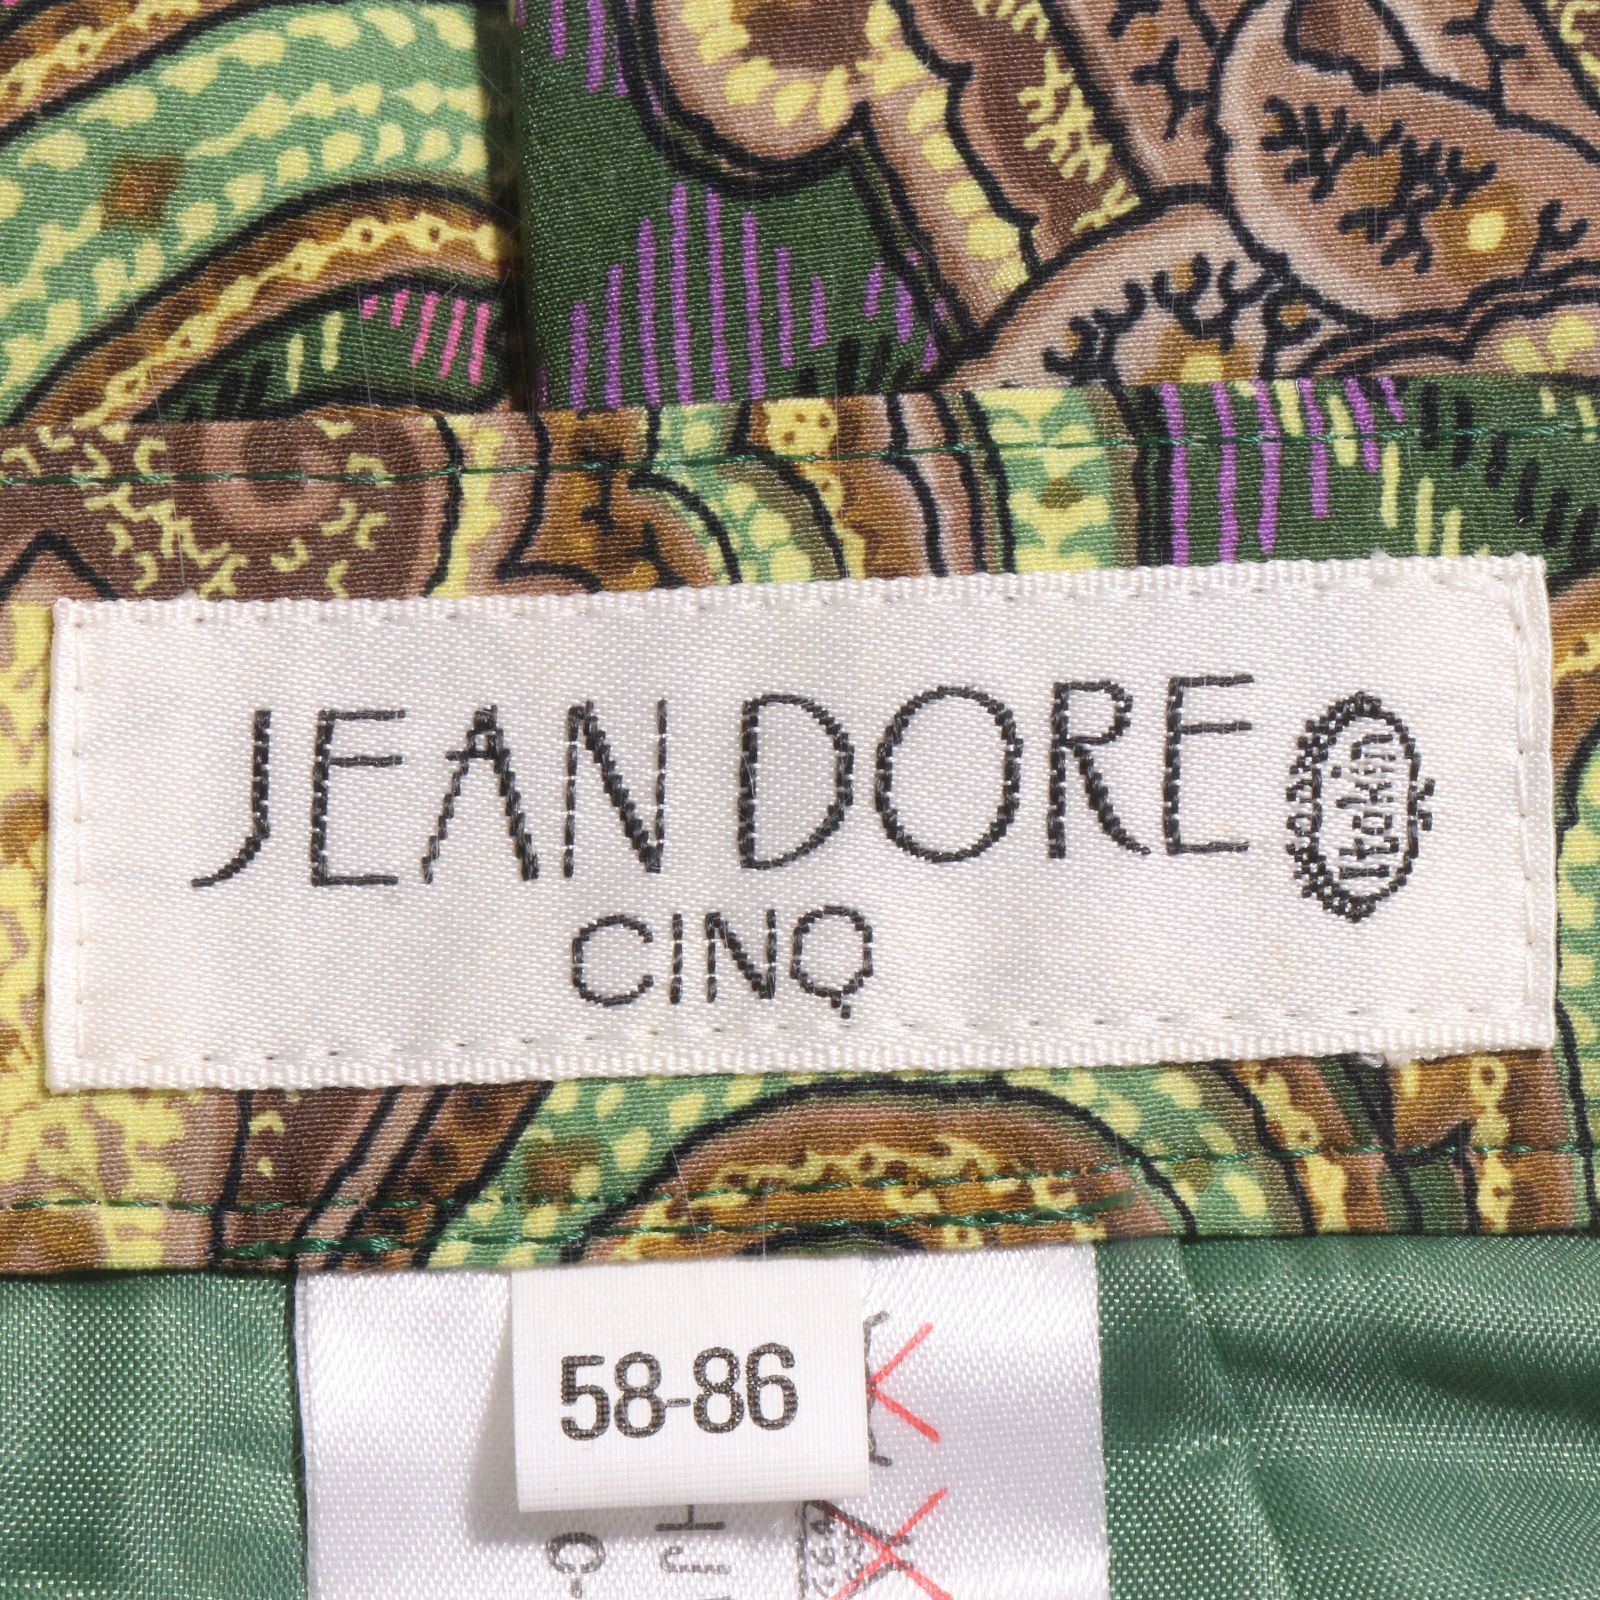 JEAN DORE
Itokin
CINQ
58-86